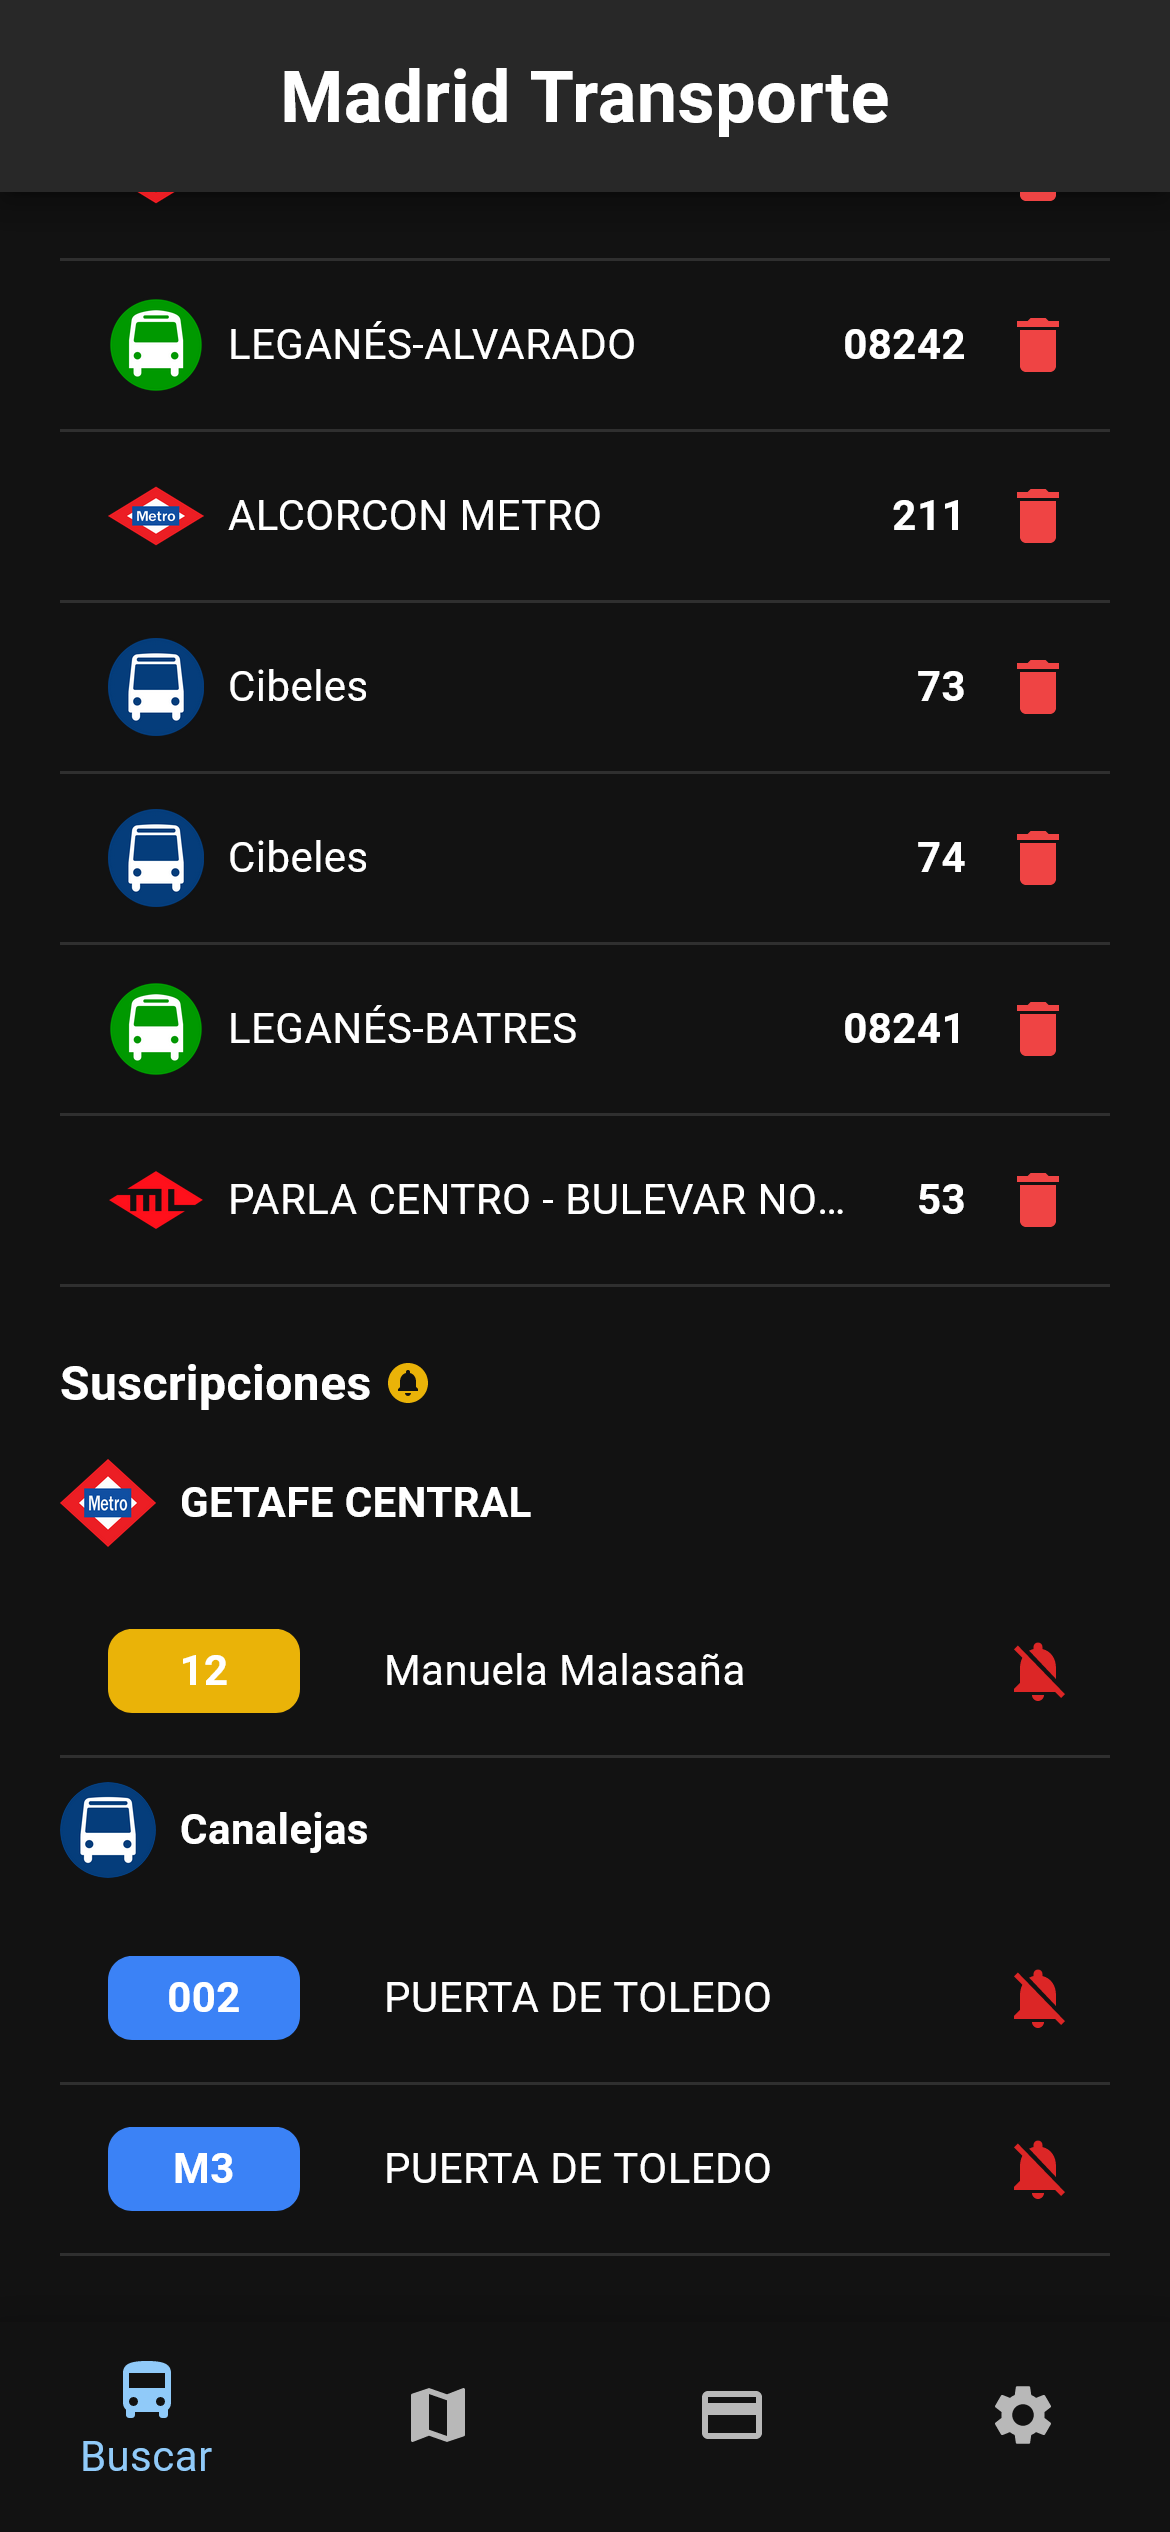 Madrid Transporte
LEGANÉS-ALVARADO 08242
Metro ALCORCON METRO 211
Cibeles 73
Cibeles 74
LEGANÉS-BATRES 08241
ML PARLA CENTRO - BULEVAR NO... 53
Suscripciones
Metro GETAFE CENTRAL
12 Manuela Malasaña
Canalejas
002 PUERTA DE TOLEDO
M3 PUERTA DE TOLEDO
Buscar